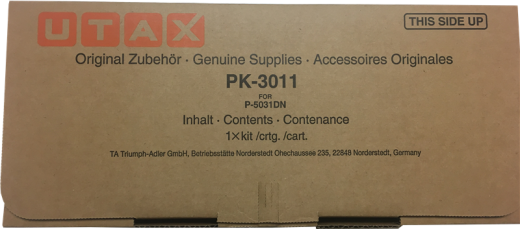 UTAX
THIS SIDE UP
Original Zubehör · Genuine Supplies · Accessoires Originales
PK-3011
FOR
P-5031DN
Inhalt · Contents · Contenance
1×kit /crtg. /cart.
TA Triumph-Adler GmbH, Betriebsstätte Norderstedt Ohechaussee 235, 22848 Norderstedt, Germany